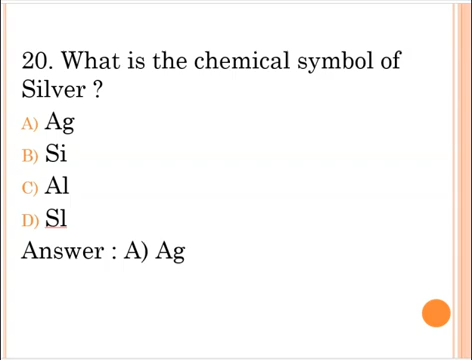 20. What is the chemical symbol of
Silver ?
A) Ag
B) Si
C) Al
D) Sl
Answer : A) Ag